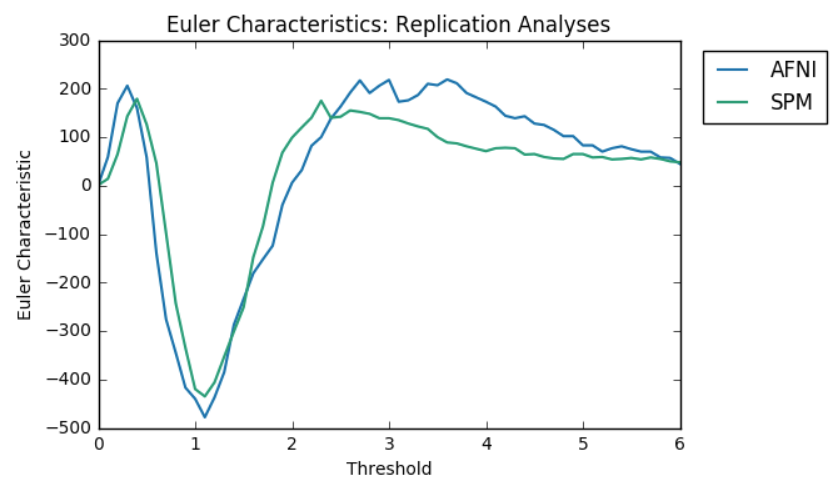 Euler Characteristics: Replication Analyses
300
200
100
0
−100
−200
−300
−400
−500
Euler Characteristic
0 1 2 3 4 5 6
Threshold
AFNI
SPM